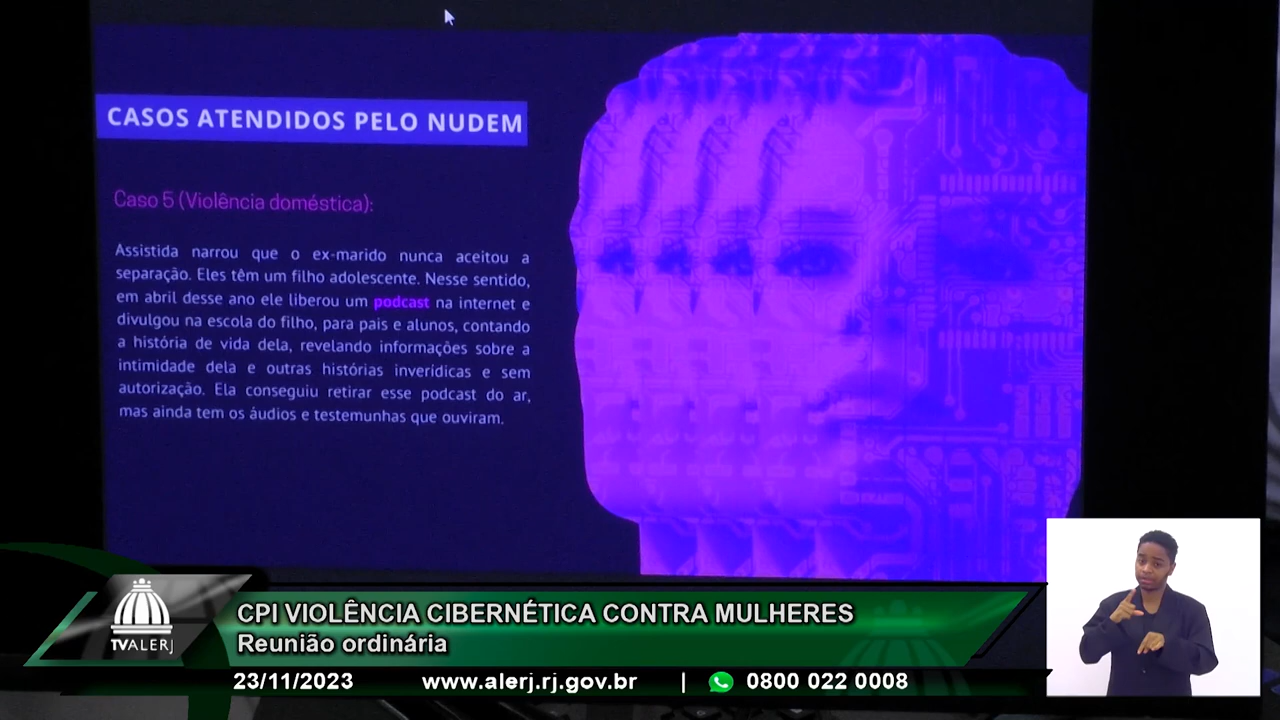 CASOS ATENDIDOS PELO NUDEM
Caso 5 (Violência doméstica):
Assistida narrou que o ex-marido nunca aceitou a
separação. Eles têm um filho adolescente. Nesse sentido,
em abril desse ano ele liberou um podcast na internet e
divulgou na escola do filho, para pais e alunos, contando
a história de vida dela, revelando informações sobre a
intimidade dela e outras histórias inverídicas e sem
autorização. Ela conseguiu retirar esse podcast do ar,
mas ainda tem os áudios e testemunhas que ouviram.
TVALERJ
CPI VIOLÊNCIA CIBERNÉTICA CONTRA MULHERES
Reunião ordinária
23/11/2023 www.alerj.rj.gov.br | 0800 022 0008